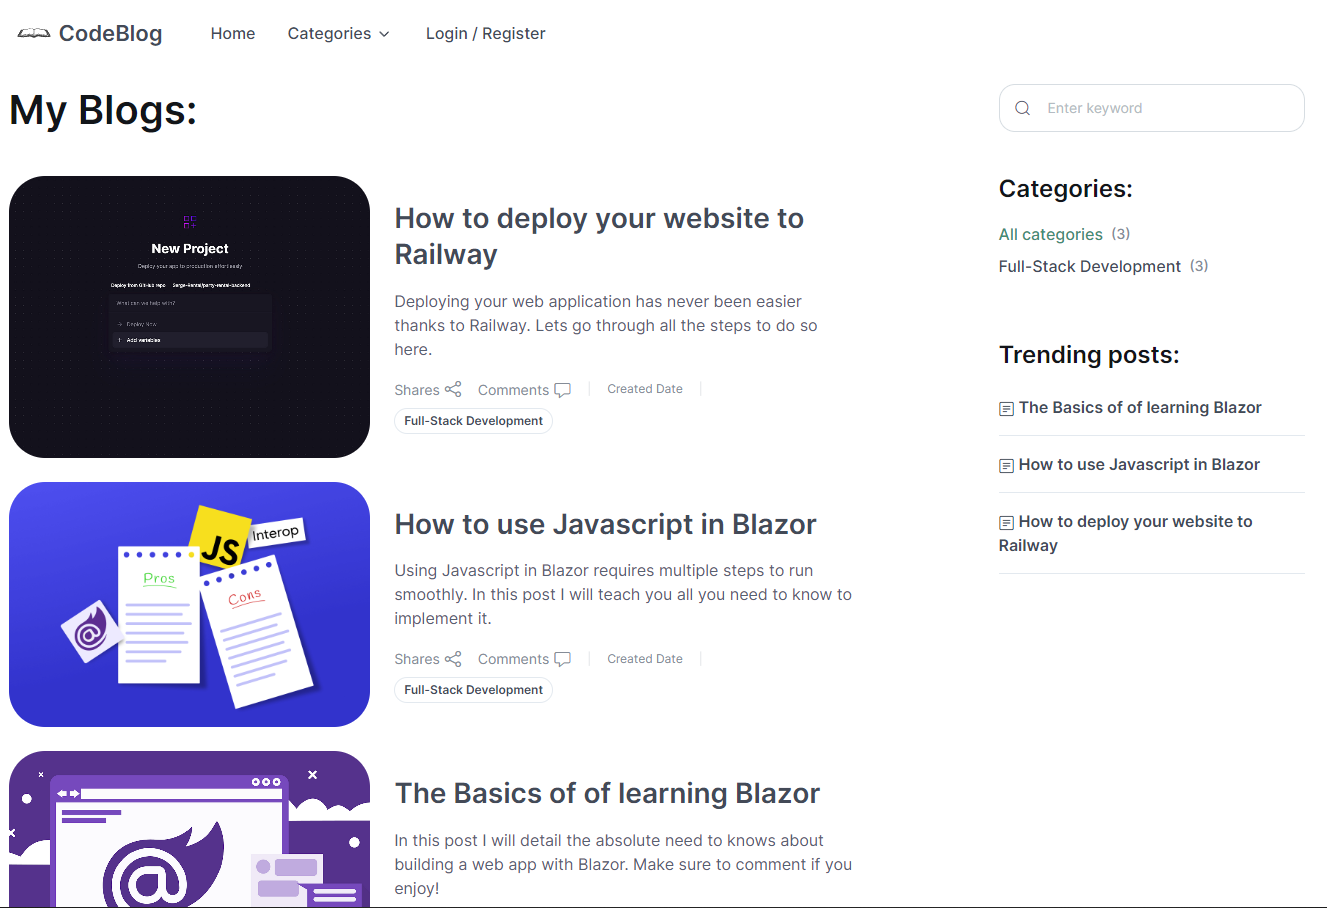 CodeBlog
Home
Categories
Login / Register
My Blogs:
Enter keyword
New Project
Deploy your app to production effortlessly
Deploy from GitHub repo Serge-Rental/party-rental-backend
What can we help with?
Deploy Now
Add variables
How to deploy your website to
Railway
Deploying your web application has never been easier
thanks to Railway. Lets go through all the steps to do so
here.
Shares Comments Created Date
Full-Stack Development
JS
Interop
Pros
Cons
@
How to use Javascript in Blazor
Using Javascript in Blazor requires multiple steps to run
smoothly. In this post I will teach you all you need to know to
implement it.
Shares Comments Created Date
Full-Stack Development
@
The Basics of of learning Blazor
In this post I will detail the absolute need to knows about
building a web app with Blazor. Make sure to comment if you
enjoy!
Categories:
All categories (3)
Full-Stack Development (3)
Trending posts:
The Basics of of learning Blazor
How to use Javascript in Blazor
How to deploy your website to
Railway